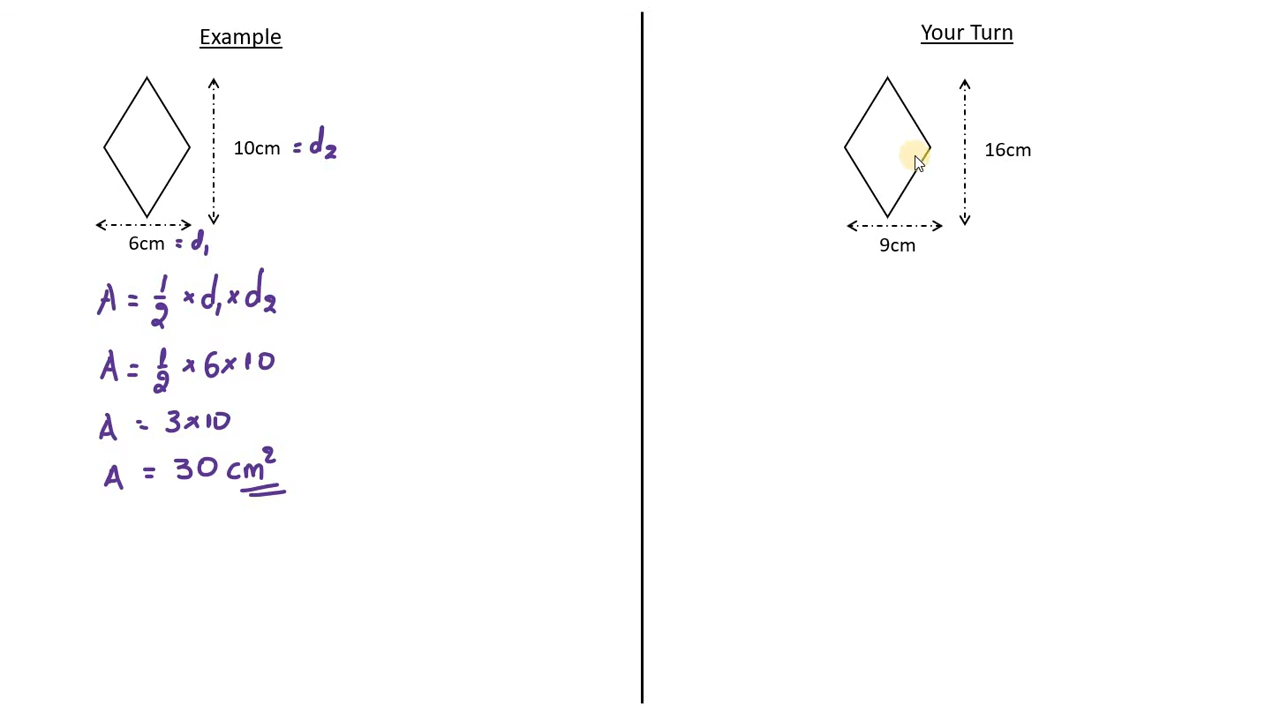 Example
10cm = d₂
6cm = d₁
A = 1/2 × d₁ × d₂
A = 1/2 × 6 × 10
A = 3 × 10
A = 30 cm²
Your Turn
16cm
9cm